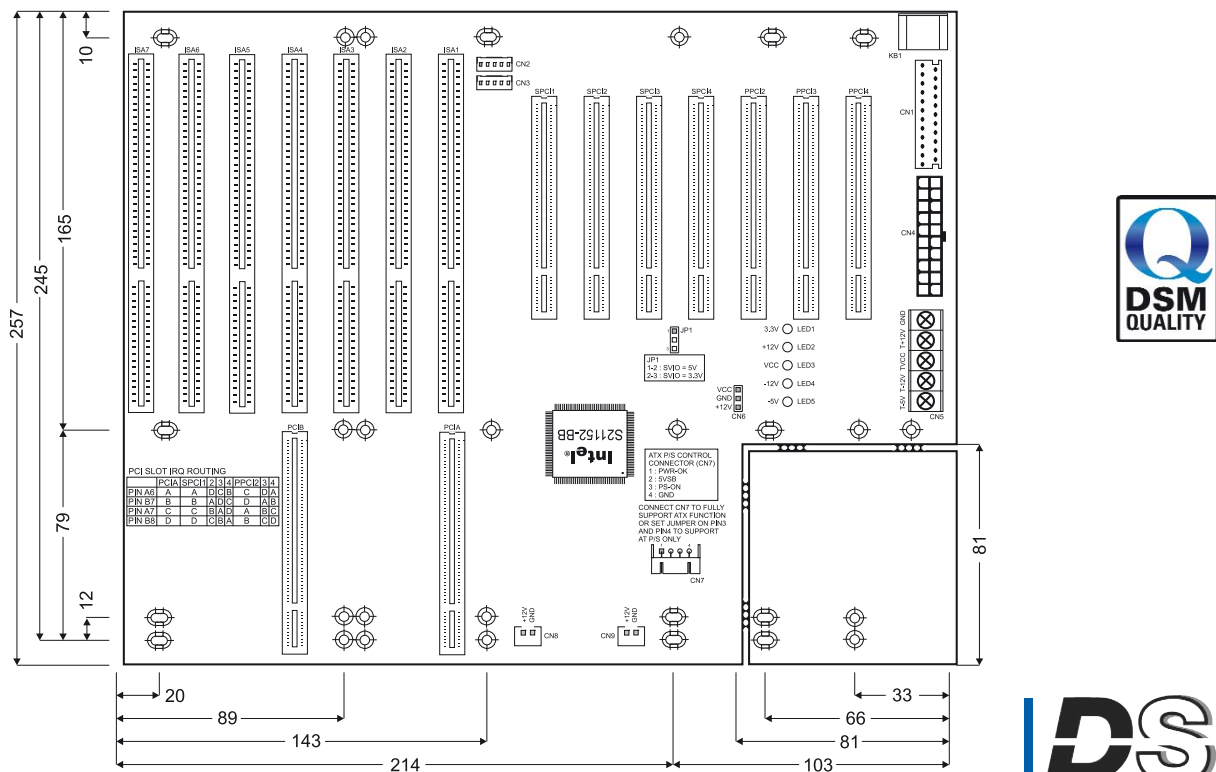 10
ISA7 ISA6 ISA5 ISA4 ISA3 ISA2 ISA1
KB1
CN2
CN3
SPCI1 SPCI2 SPCI3 SPCI4 PPCI2 PPCI3 PPCI4
CN1
CN4
165
245
257
DSM
QUALITY
1
3
JP1
JP1
1-2 : SVIO = 5V
2-3 : SVIO = 3.3V
3,3V LED1
+12V LED2
VCC LED3
-12V LED4
-5V LED5
T-5V T-12V TVCC T+12V GND
CN5
VCC
GND
+12V
CN6
PCIB PCIA
Intel®
S21152-BB
PCI SLOT IRQ ROUTING
PCIA SPCI1 2 3 4 PPCI2 3 4
PIN A6 A A D C B C D A
PIN B7 B B A D C D A B
PIN A7 C C B A D A B C
PIN B8 D D C B A B C D
ATX P/S CONTROL
CONNECTOR (CN7)
1 : PWR-OK
2 : 5VSB
3 : PS-ON
4 : GND
CONNECT CN7 TO FULLY
SUPPORT ATX FUNCTION
OR SET JUMPER ON PIN3
AND PIN4 TO SUPPORT
AT P/S ONLY
1 4
CN7
79
12
81
+12V
GND
CN8
+12V
GND
CN9
20
33
89
66
143
81
214
103
DS